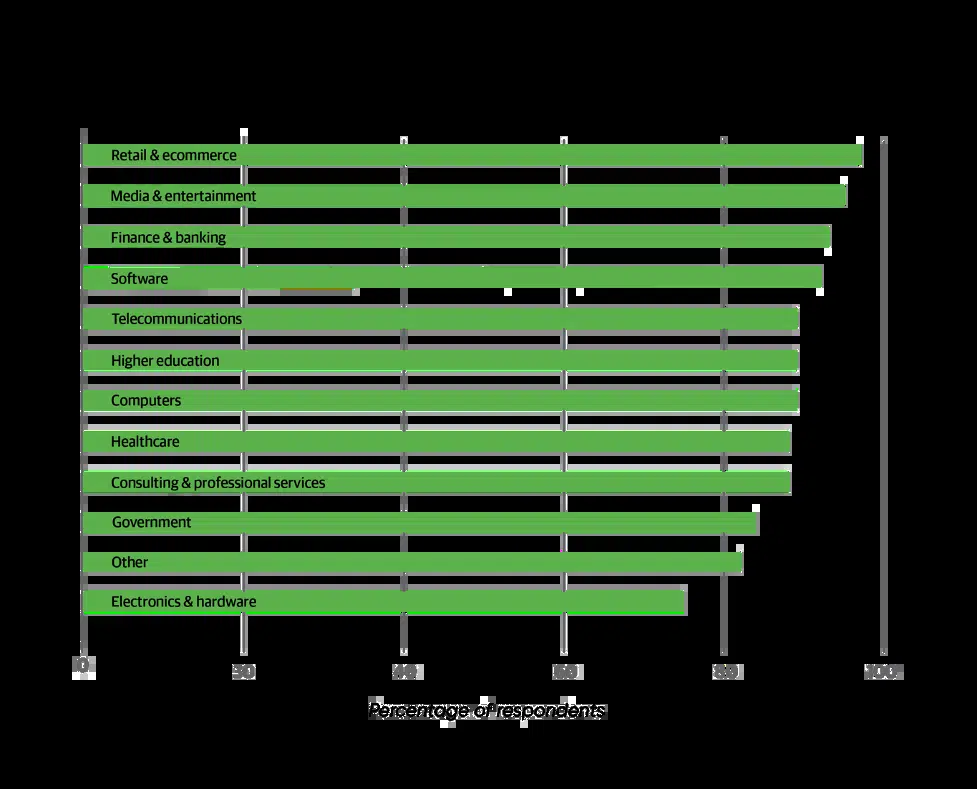 Retail & ecommerce
Media & entertainment
Finance & banking
Software
Telecommunications
Higher education
Computers
Healthcare
Consulting & professional services
Government
Other
Electronics & hardware
0 20 40 60 80 100
Percentage of respondents